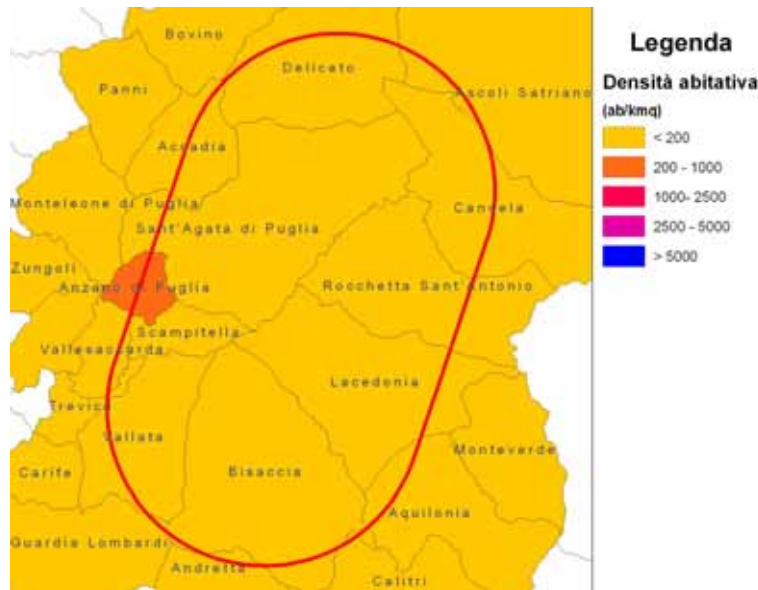 Bovino
Deliceto
Panni
Ascoli Satriano
Accadia
Monteleone di Puglia
Candela
Sant'Agata di Puglia
Zungoli
Anzano di Puglia
Rocchetta Sant'Antonio
Scampitella
Vallesaccarda
Lacedonia
Trevico
Vallata
Monteverde
Carife
Bisaccia
Aquilonia
Guardia Lombardi
Andretta
Calitri
Legenda
Densità abitativa
(ab/kmq)
< 200
200 - 1000
1000- 2500
2500 - 5000
> 5000